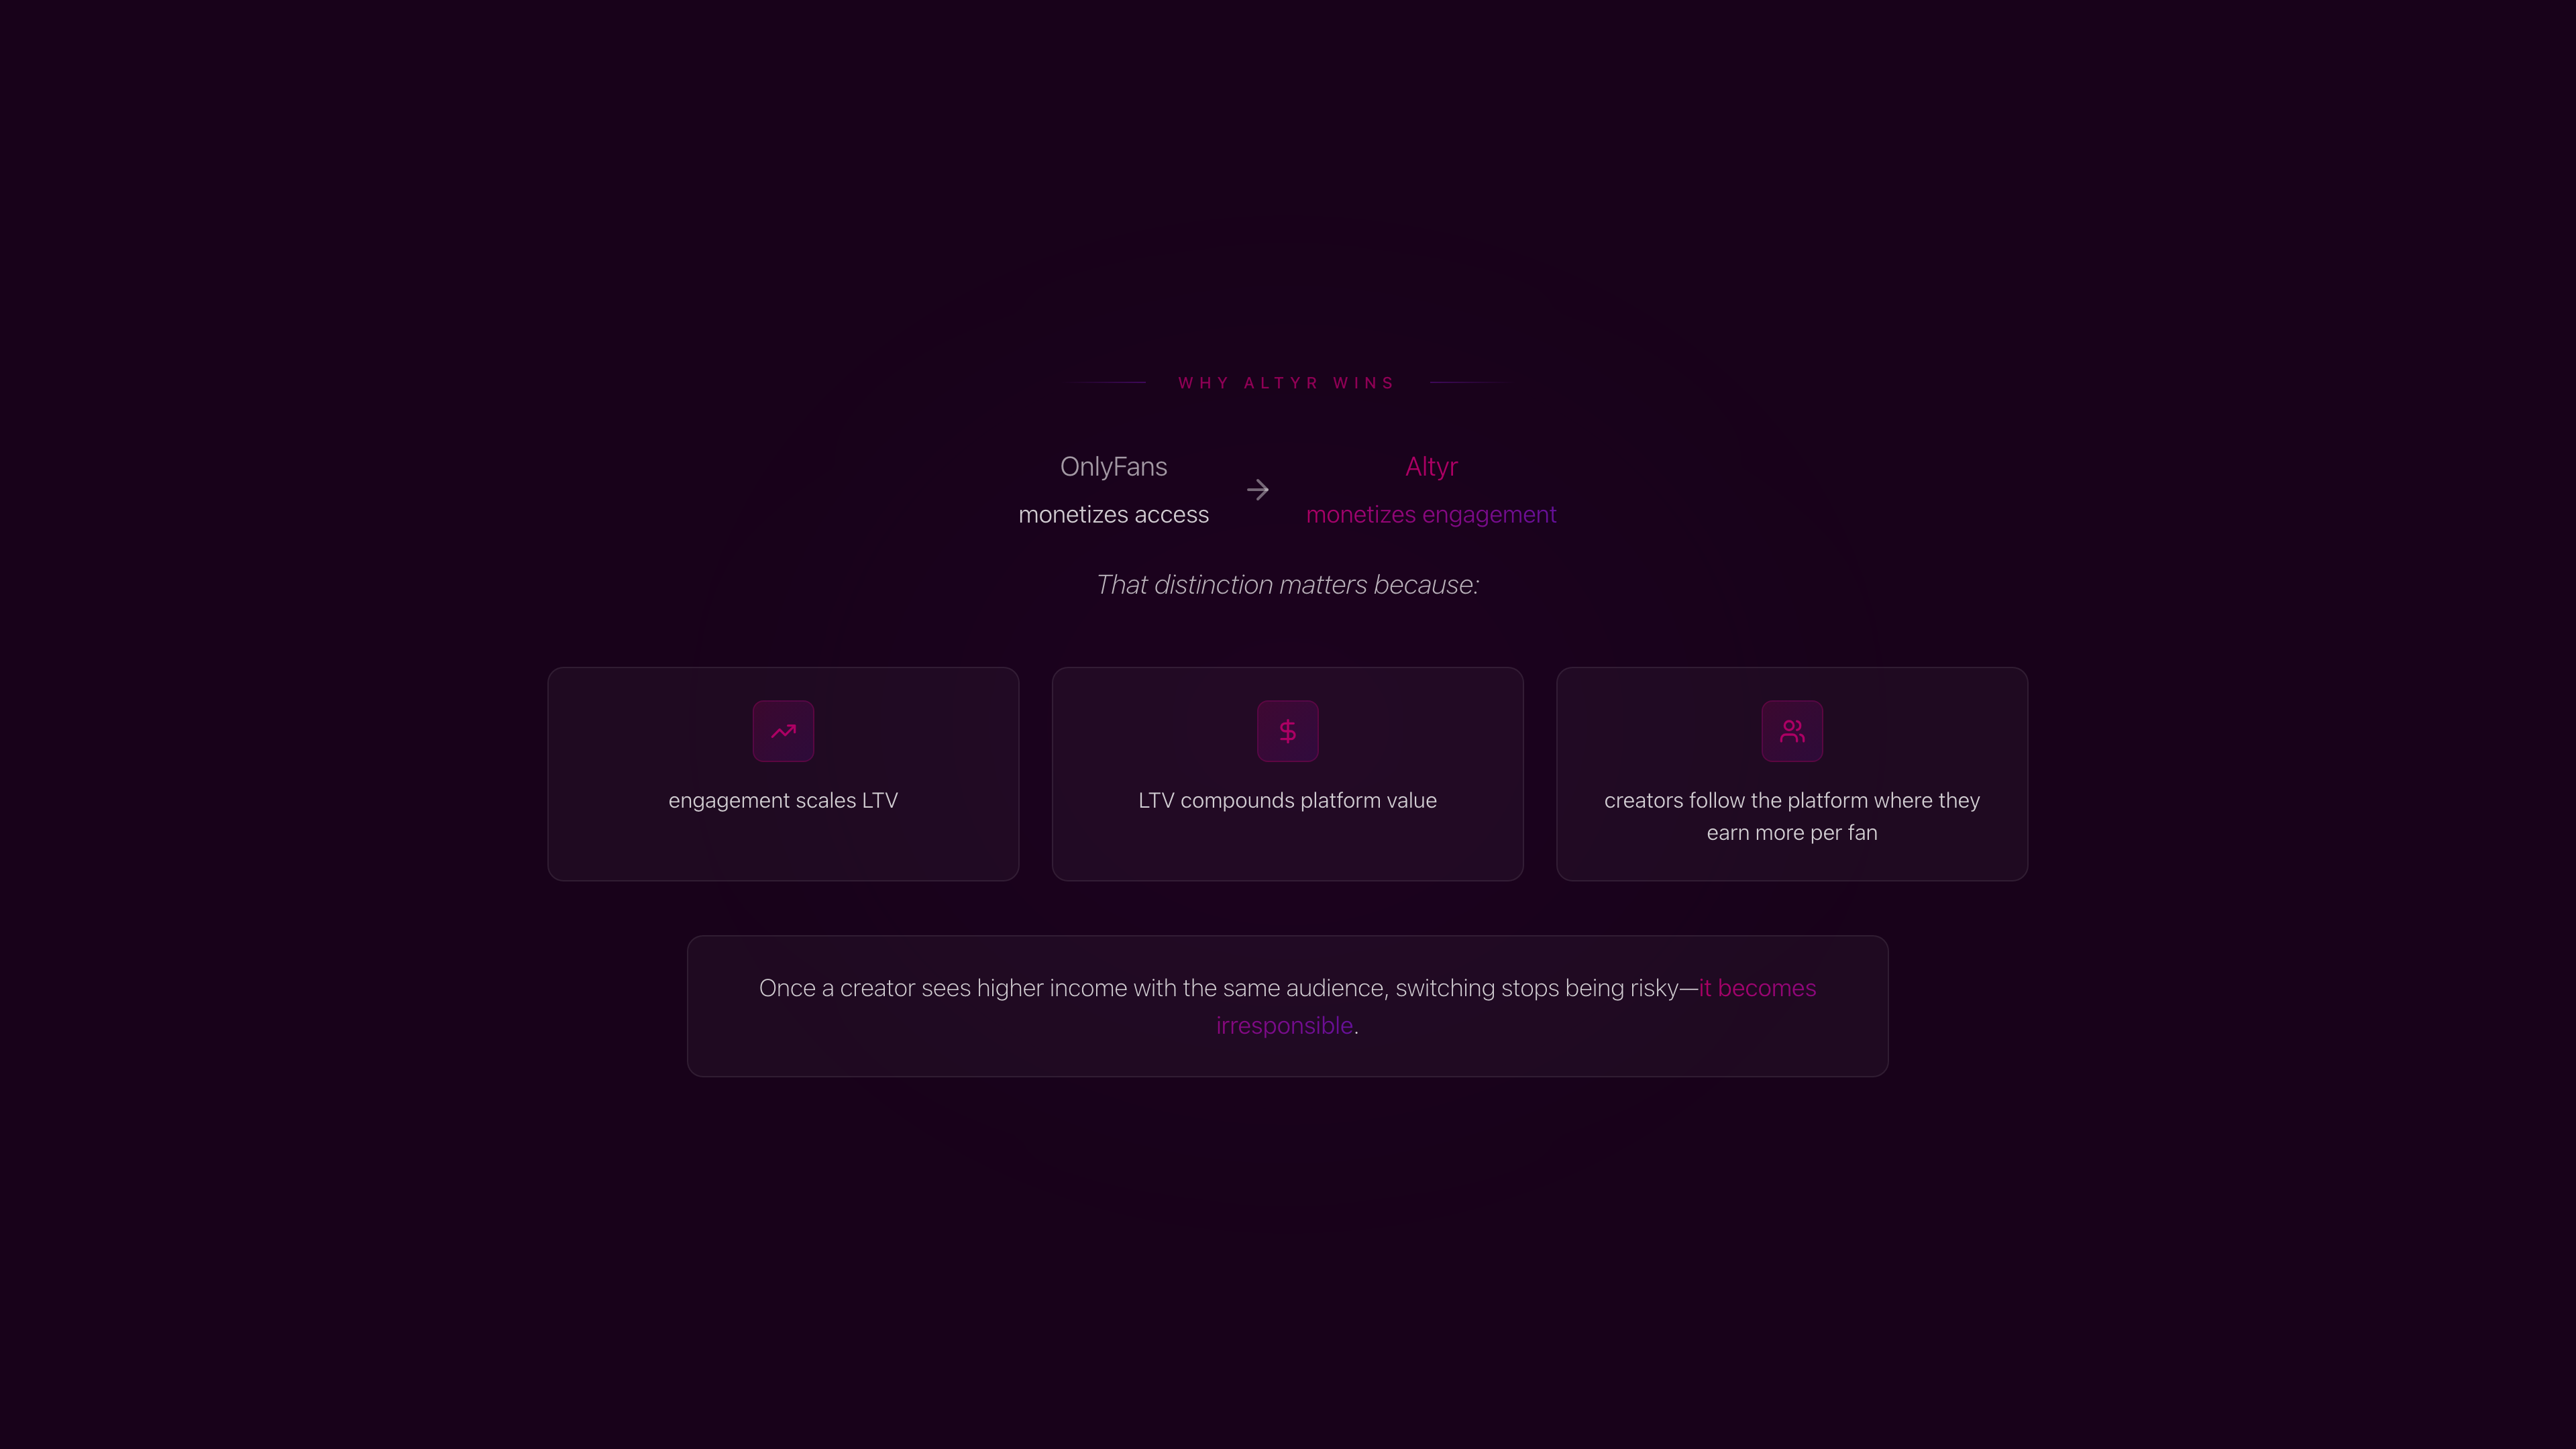 WHY ALTYR WINS
OnlyFans
monetizes access
Altyr
monetizes engagement
That distinction matters because:
engagement scales LTV
LTV compounds platform value
creators follow the platform where they
earn more per fan
Once a creator sees higher income with the same audience, switching stops being risky—it becomes
irresponsible.